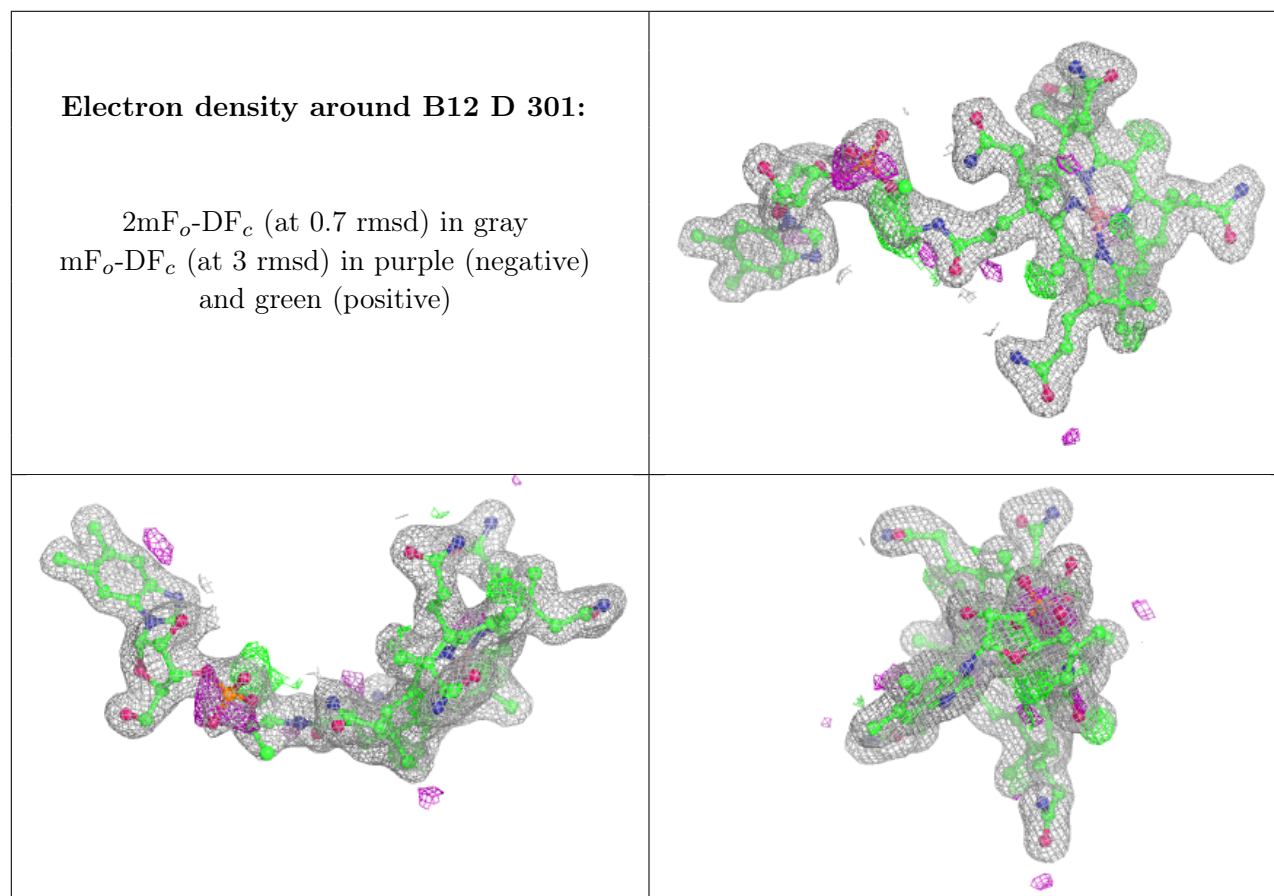 Electron density around B12 D 301:
2mFo-DFc (at 0.7 rmsd) in gray
mFo-DFc (at 3 rmsd) in purple (negative)
and green (positive)